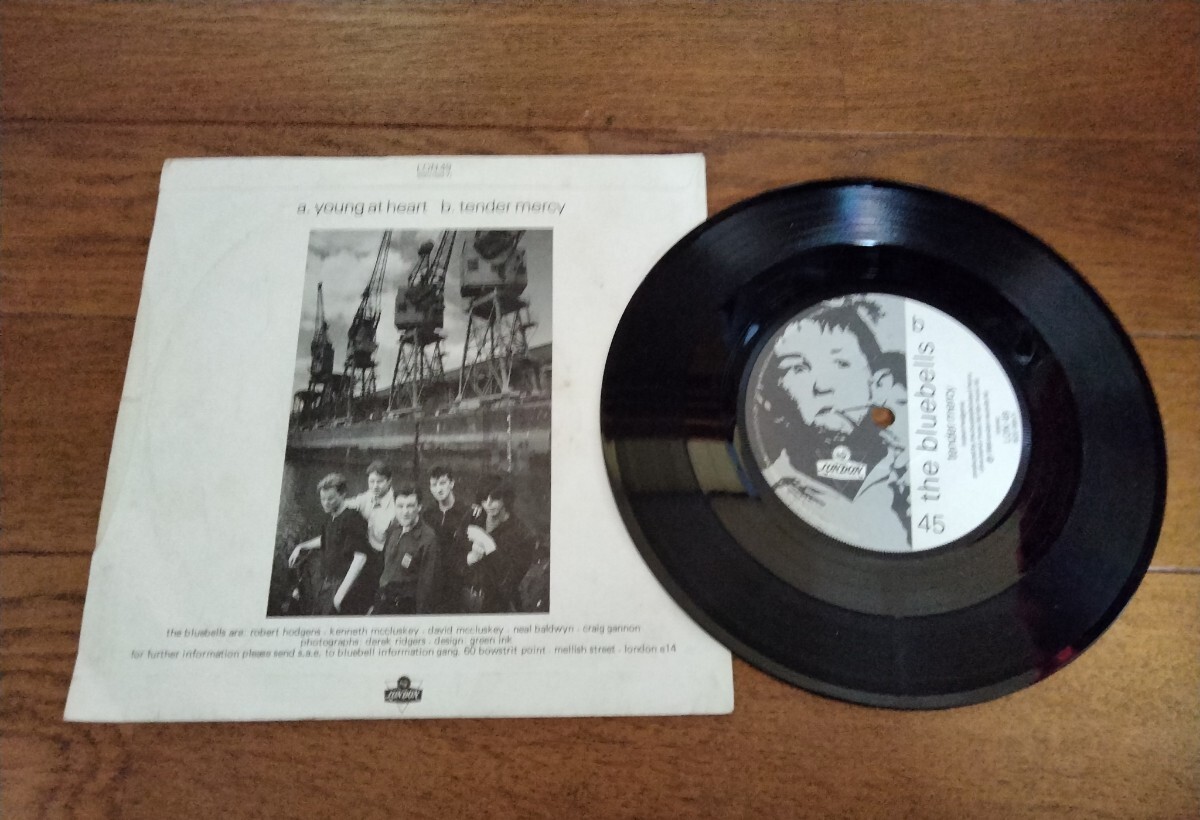 LON 49
a. young at heart b. tender mercy
the bluebells are: robert hodgens . kenneth mccluskey . david mccluskey . neal baldwyn . craig gannon
photographs: derek ridgers . design: green ink.
for further information please send s.a.e. to bluebell information gang. 60 bowstrit point . mellish street . london e14
LONDON
45 the bluebells
tender mercy
LON 49
LONDON